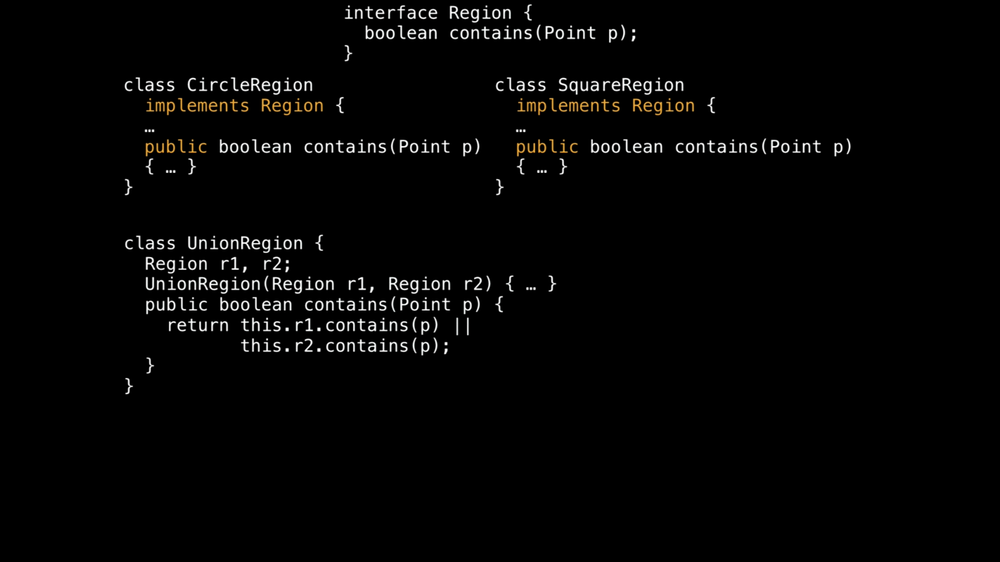 interface Region {
  boolean contains(Point p);
}
class CircleRegion
  implements Region {
  …
  public boolean contains(Point p)
  { … }
}
class SquareRegion
  implements Region {
  …
  public boolean contains(Point p)
  { … }
}
class UnionRegion {
  Region r1, r2;
  UnionRegion(Region r1, Region r2) { … }
  public boolean contains(Point p) {
    return this.r1.contains(p) ||
           this.r2.contains(p);
  }
}